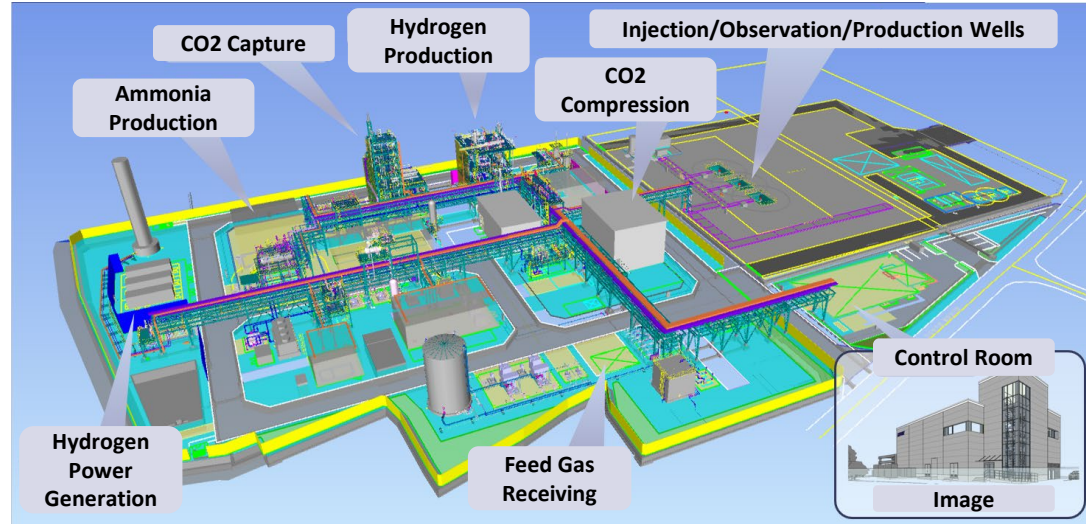 CO2 Capture
Hydrogen
Production
Injection/Observation/Production Wells
Ammonia
Production
CO2
Compression
Control Room
Hydrogen
Power
Generation
Feed Gas
Receiving
Image